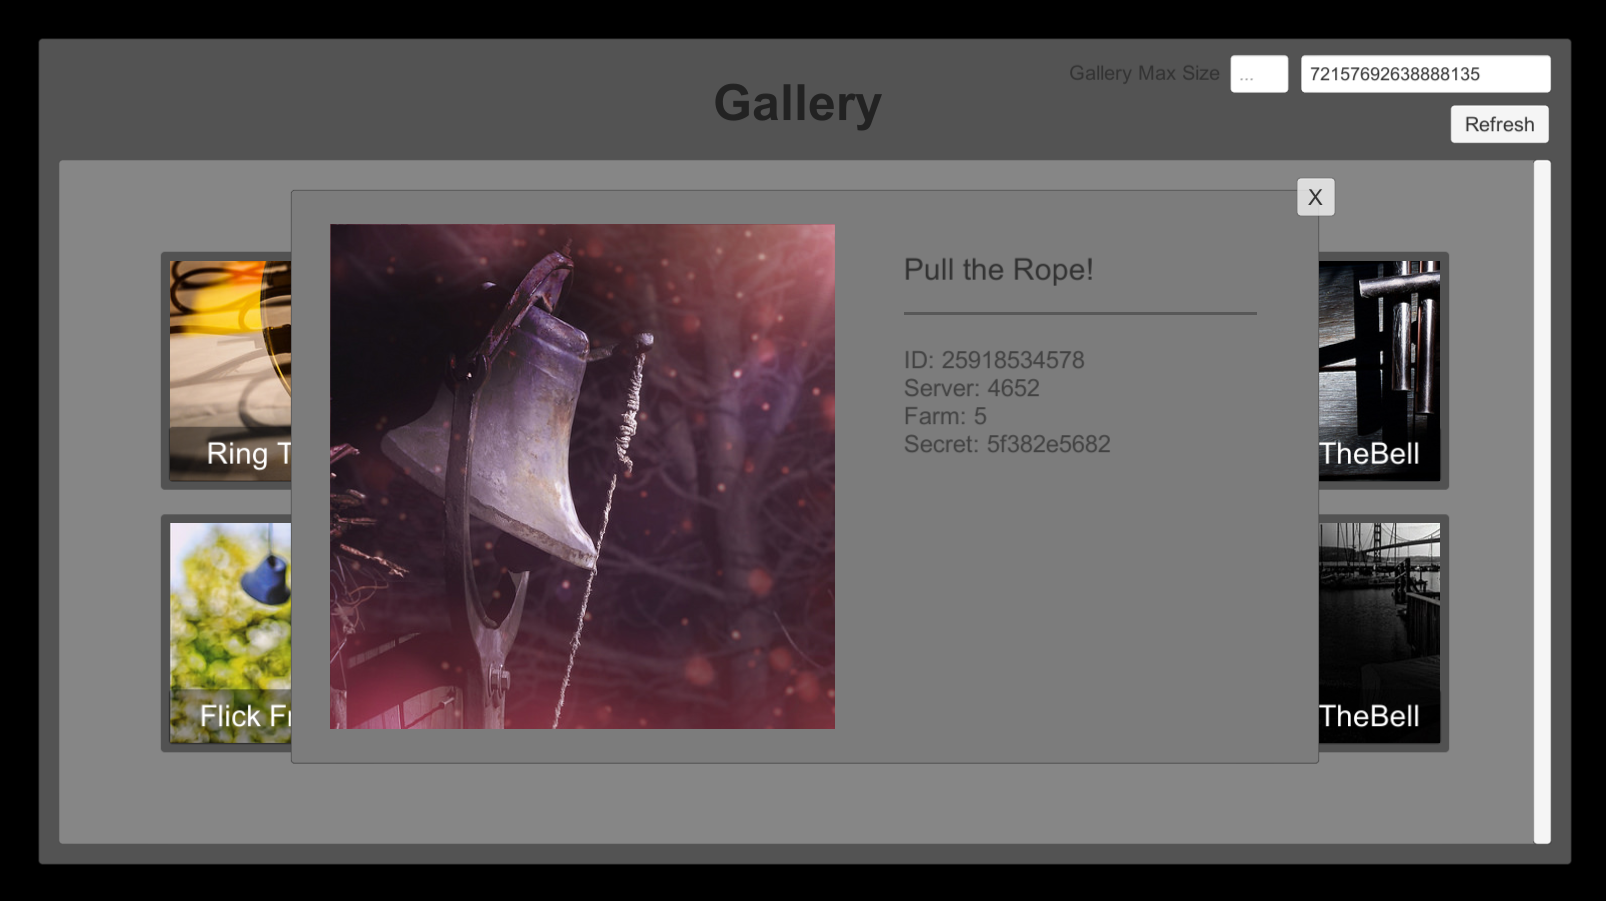 Gallery Max Size ... 72157692638888135
Gallery
Refresh
X
Pull the Rope!
ID: 25918534578
Server: 4652
Farm: 5
Secret: 5f382e5682
Ring T
TheBell
Flick Fr
TheBell